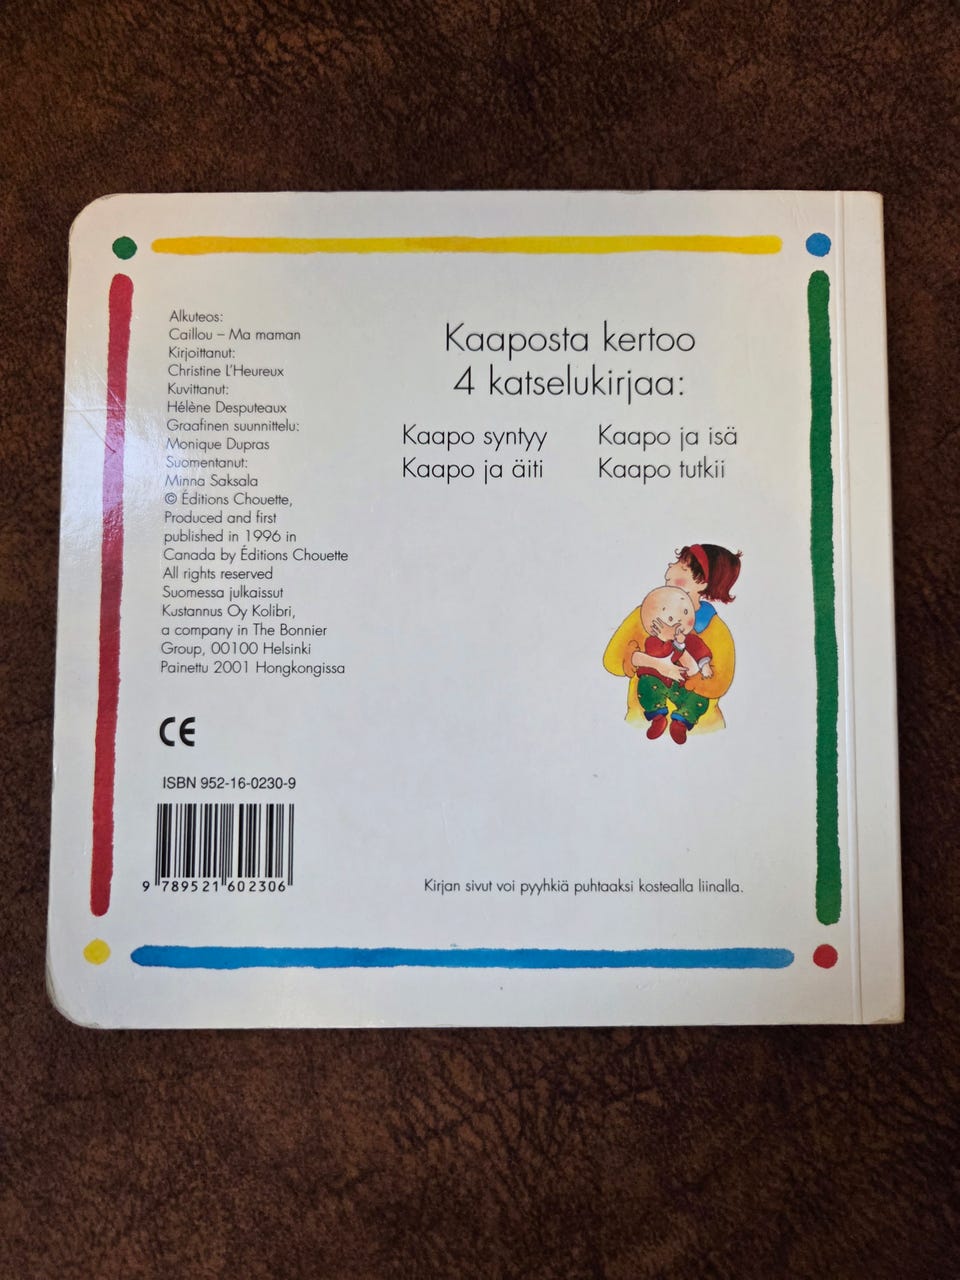 Alkuteos:
Caillou – Ma maman
Kirjoittanut:
Christine L'Heureux
Kuvittanut:
Hélène Desputeaux
Graafinen suunnittelu:
Monique Dupras
Suomentanut:
Minna Saksala
© Éditions Chouette,
Produced and first
published in 1996 in
Canada by Éditions Chouette
All rights reserved
Suomessa julkaissut
Kustannus Oy Kolibri,
a company in The Bonnier
Group, 00100 Helsinki
Painettu 2001 Hongkongissa
CE
ISBN 952-16-0230-9
9 789521 602306
Kaaposta kertoo
4 katselukirjaa:
Kaapo syntyy
Kaapo ja äiti
Kaapo ja isä
Kaapo tutkii
Kirjan sivut voi pyyhkiä puhtaaksi kostealla liinalla.